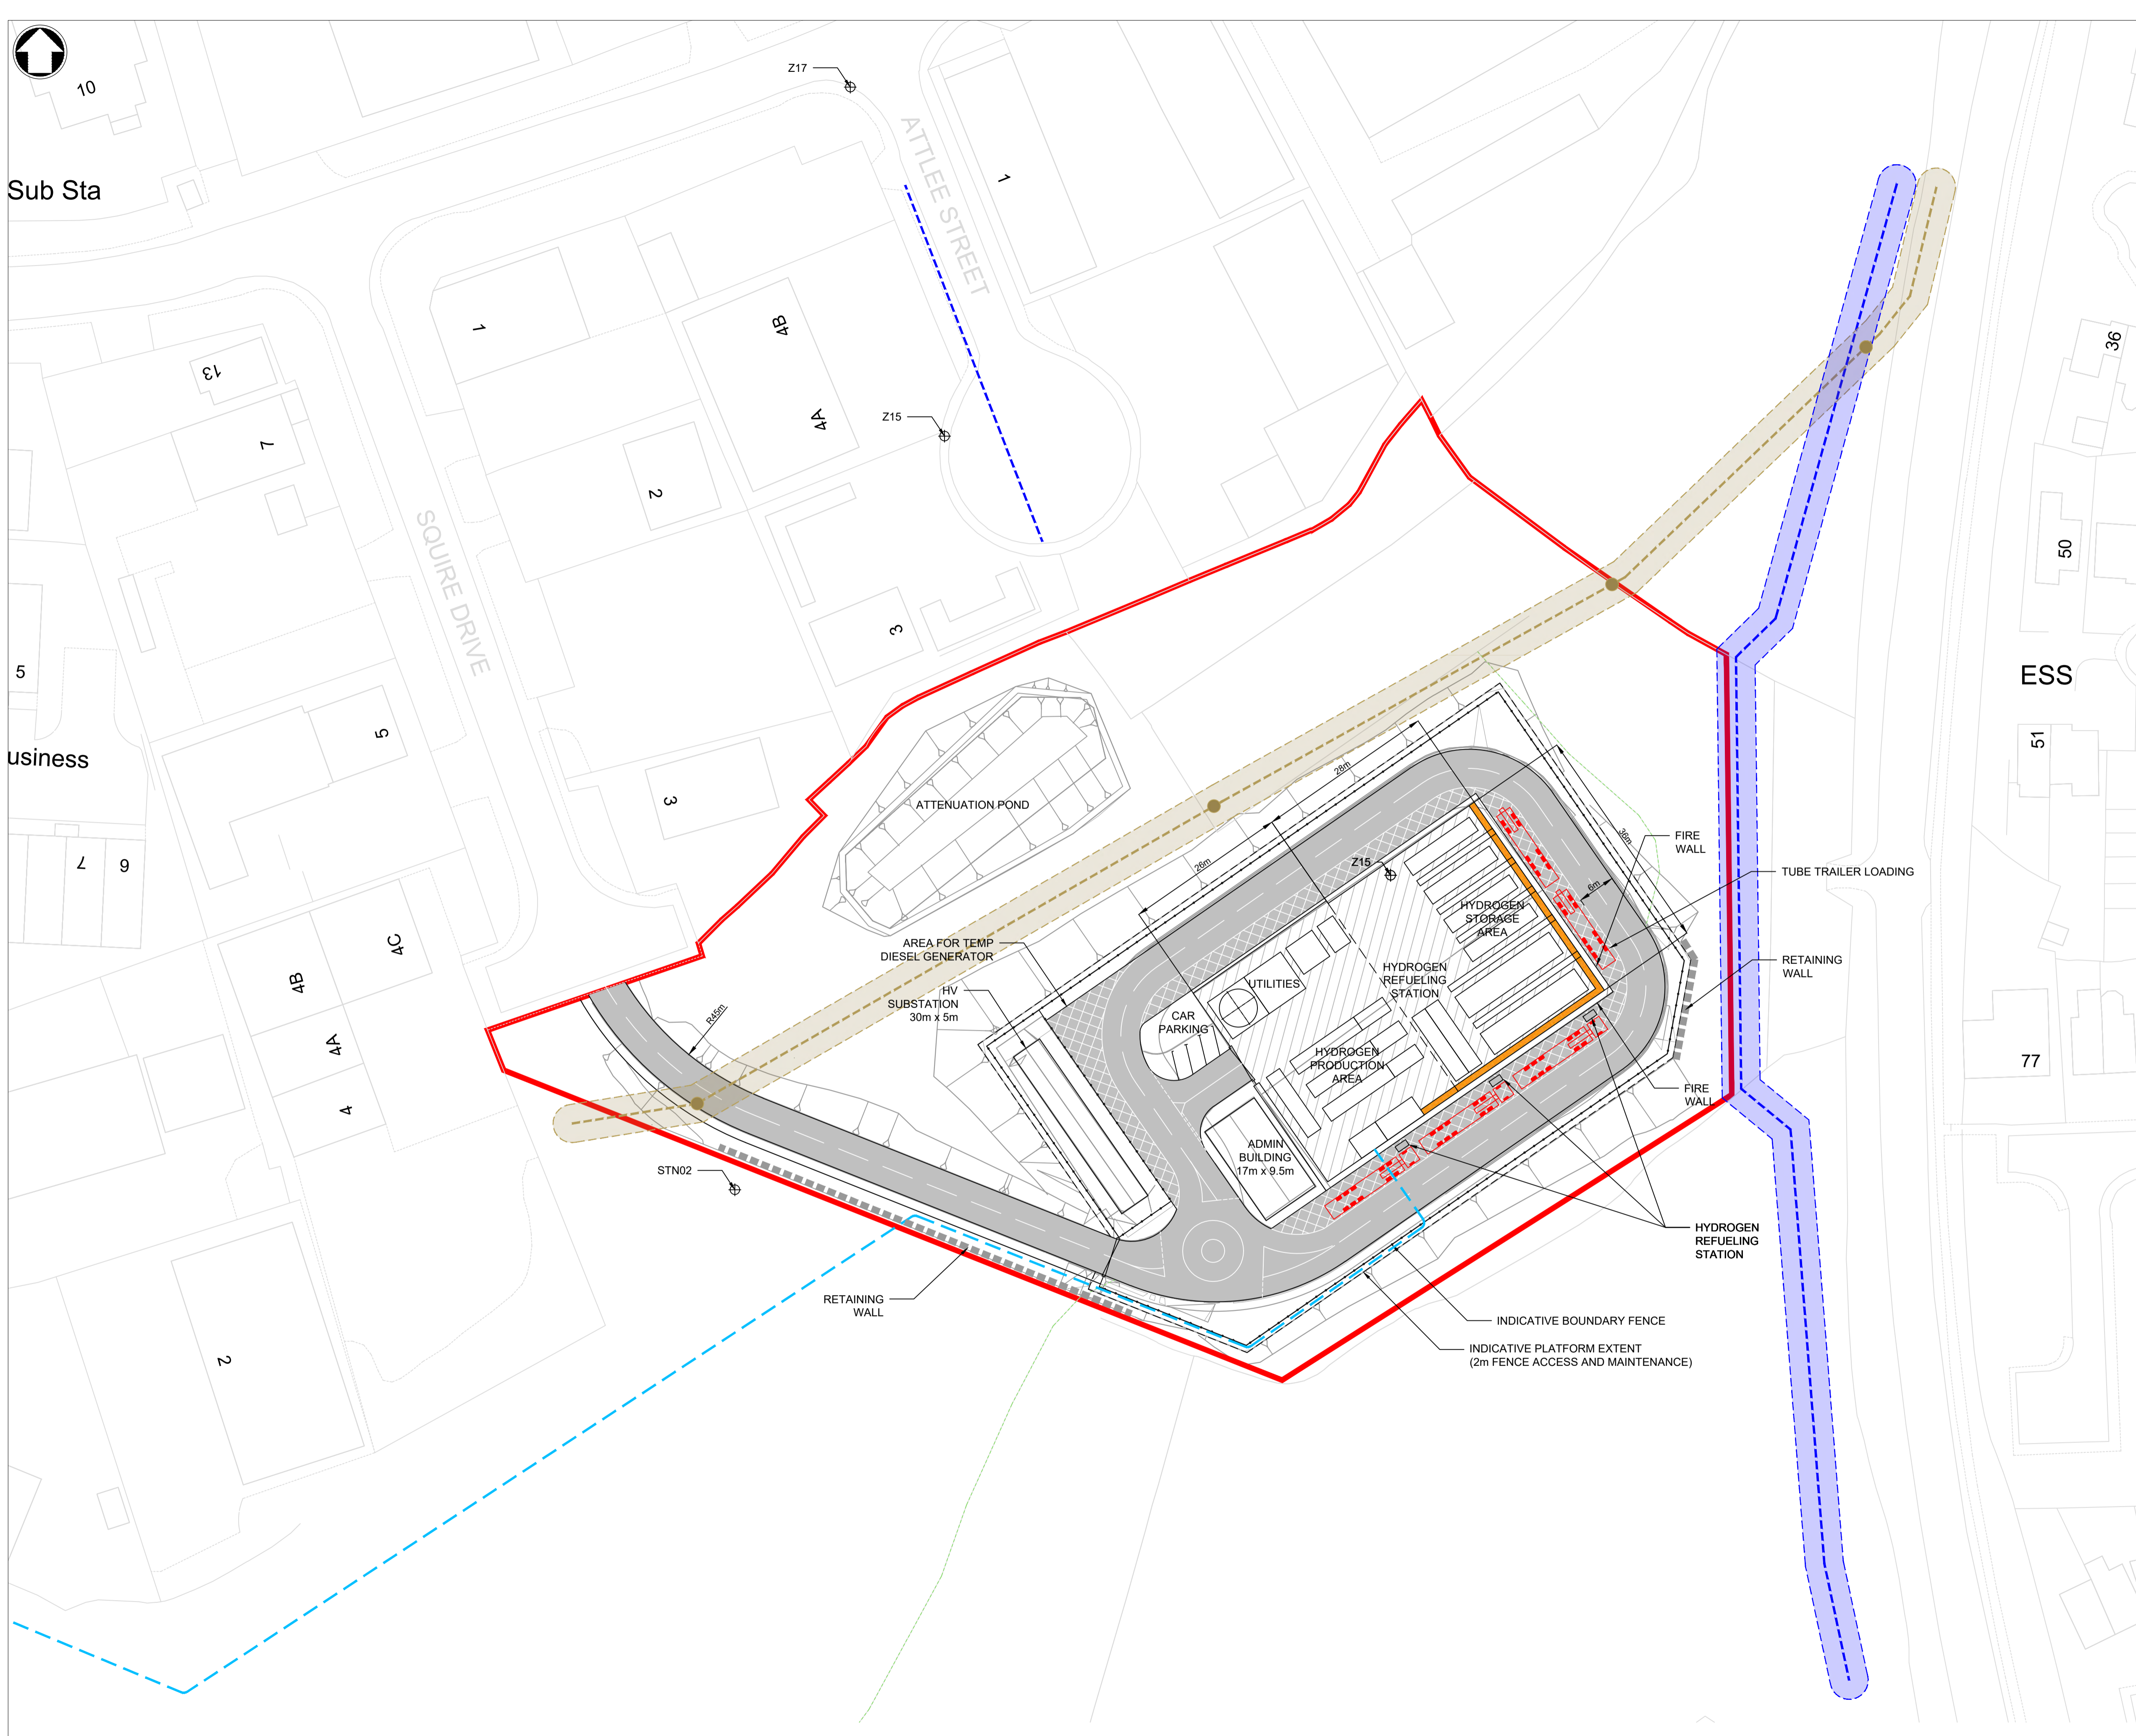 10
Z17
ATTLEE STREET
1
Sub Sta
1
4B
4A
13
7
Z15
2
36
SQUIRE DRIVE
50
3
5
5
ESS
51
usiness
3
ATTENUATION POND
28m
26m
36m
Z15
FIRE
WALL
7
6
TUBE TRAILER LOADING
6m
HYDROGEN
STORAGE
AREA
4C
4B
4A
4
AREA FOR TEMP
DIESEL GENERATOR
HYDROGEN
REFUELING
STATION
UTILITIES
RETAINING
WALL
HV
SUBSTATION
30m x 5m
R45m
CAR
PARKING
HYDROGEN
PRODUCTION
AREA
77
FIRE
WALL
ADMIN
BUILDING
17m x 9.5m
STN02
HYDROGEN
REFUELING
STATION
RETAINING
WALL
INDICATIVE BOUNDARY FENCE
INDICATIVE PLATFORM EXTENT
(2m FENCE ACCESS AND MAINTENANCE)
2